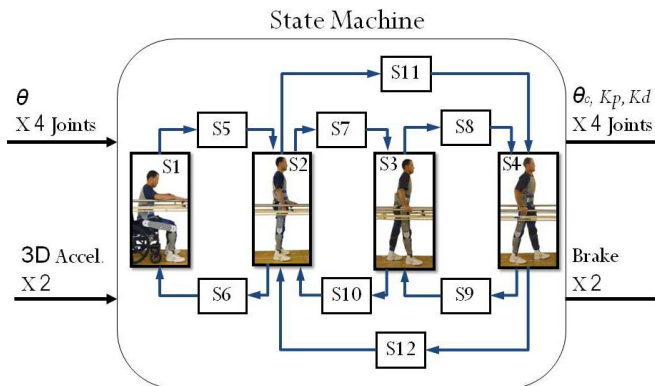 State Machine
θ
X 4 Joints
3D Accel.
X 2
S11
S5
S7
S8
S1
S2
S3
S4
S6
S10
S9
S12
θc, Kp, Kd
X 4 Joints
Brake
X 2